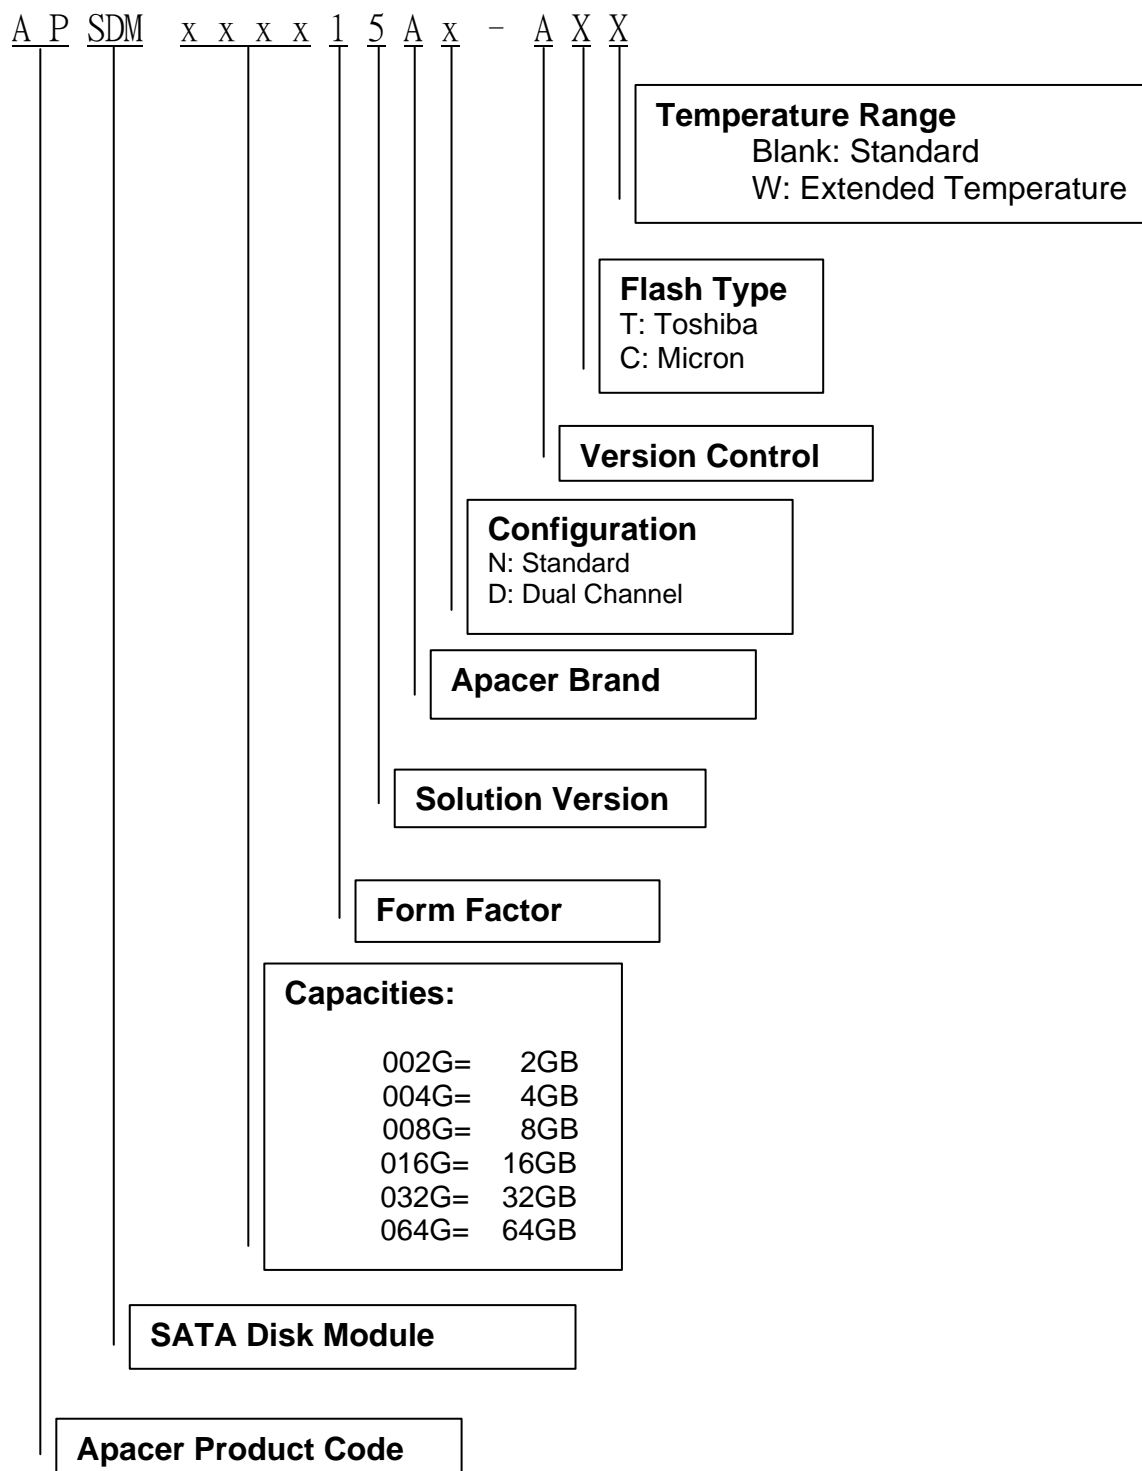 A P SDM x x x x 1 5 A x - A X X
Temperature Range
Blank: Standard
W: Extended Temperature
Flash Type
T: Toshiba
C: Micron
Version Control
Configuration
N: Standard
D: Dual Channel
Apacer Brand
Solution Version
Form Factor
Capacities:
002G= 2GB
004G= 4GB
008G= 8GB
016G= 16GB
032G= 32GB
064G= 64GB
SATA Disk Module
Apacer Product Code